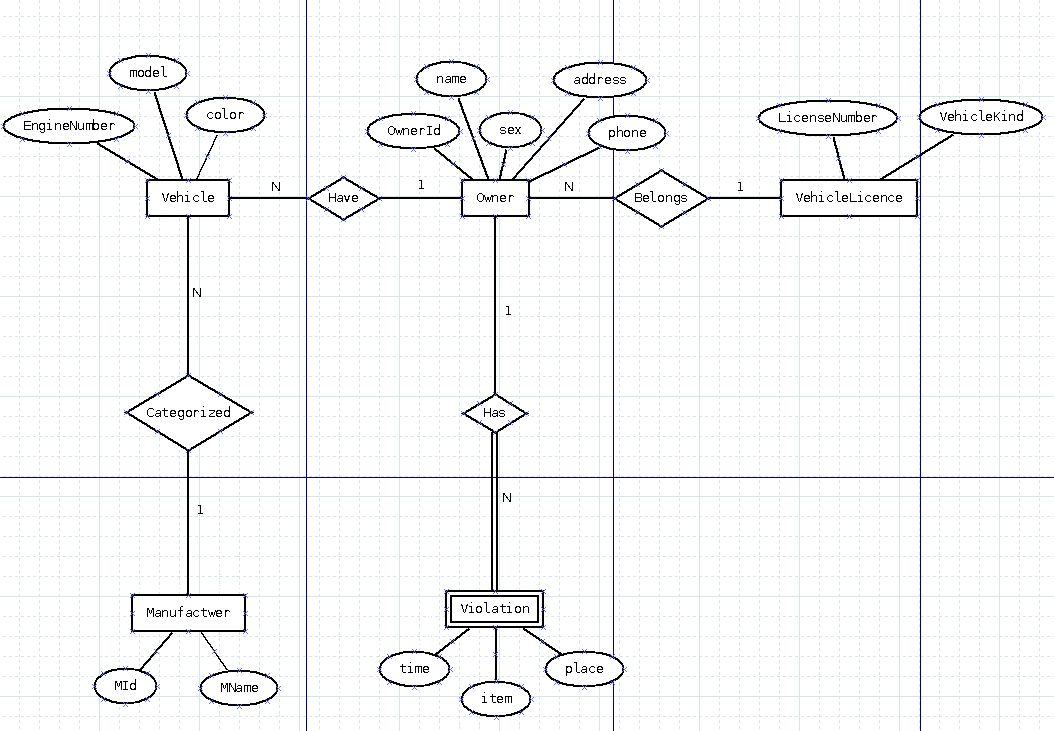 model
name
address
EngineNumber
color
OwnerId
sex
phone
LicenseNumber
VehicleKind
Vehicle
N
Have
1
Owner
N
Belongs
1
VehicleLicence
N
1
Categorized
Has
1
N
Manufactwer
Violation
MId
MName
time
item
place